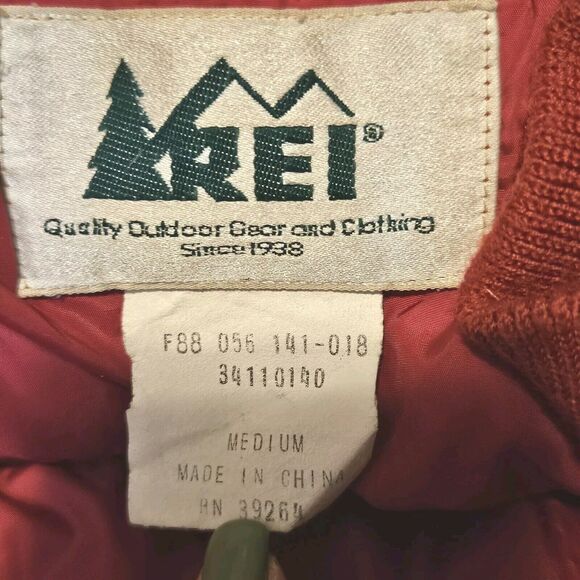 REI®
Quality Outdoor Gear and Clothing
Since 1938
F88 056 141-018
34110140
MEDIUM
MADE IN CHINA
RN 39264